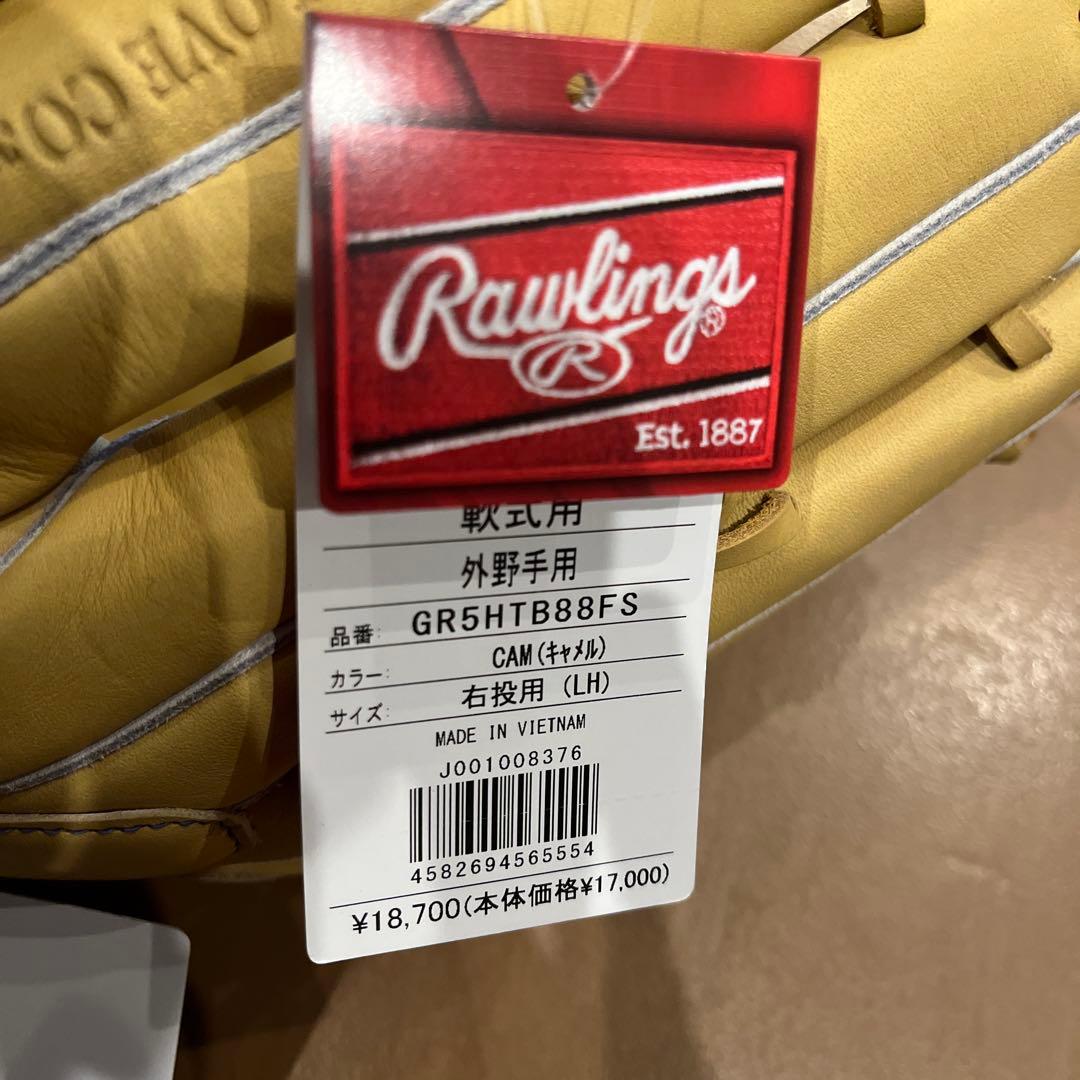 OVE CO
Rawlings
R
Est. 1887
軟式用
外野手用
品番: GR5HTB88FS
カラー: CAM(キャメル)
サイズ: 右投用 (LH)
MADE IN VIETNAM
J001008376
4582694565554
¥18,700(本体価格¥17,000)